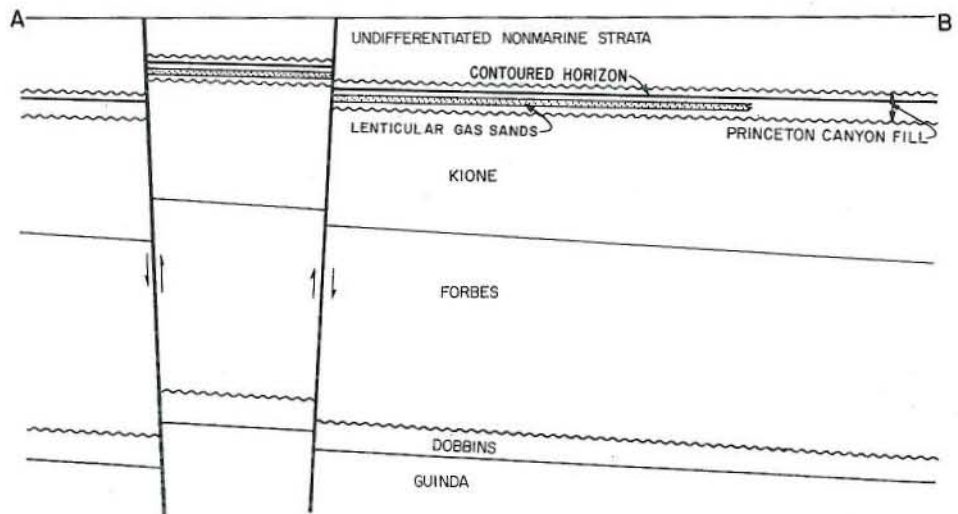 A
B
UNDIFFERENTIATED NONMARINE STRATA
CONTOURED HORIZON
LENTICULAR GAS SANDS
PRINCETON CANYON FILL
KIONE
FORBES
DOBBINS
GUINDA